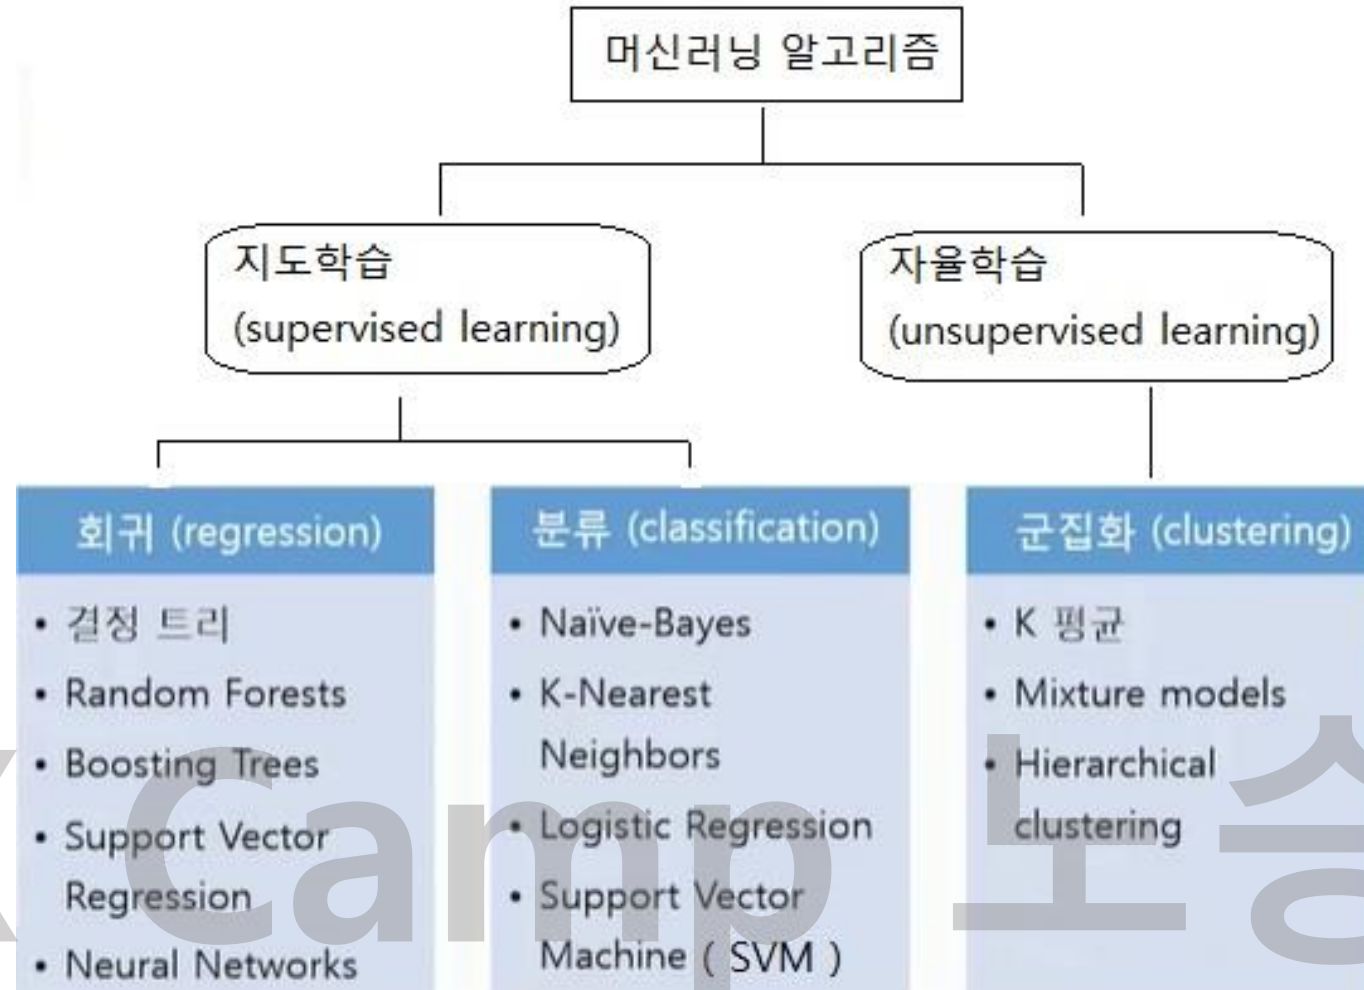 머신러닝 알고리즘
지도학습
(supervised learning)
자율학습
(unsupervised learning)
회귀 (regression)
• 결정 트리
• Random Forests
• Boosting Trees
• Support Vector
Regression
• Neural Networks
분류 (classification)
• Naïve-Bayes
• K-Nearest
Neighbors
• Logistic Regression
• Support Vector
Machine ( SVM )
군집화 (clustering)
• K 평균
• Mixture models
• Hierarchical
clustering
Camp 노승